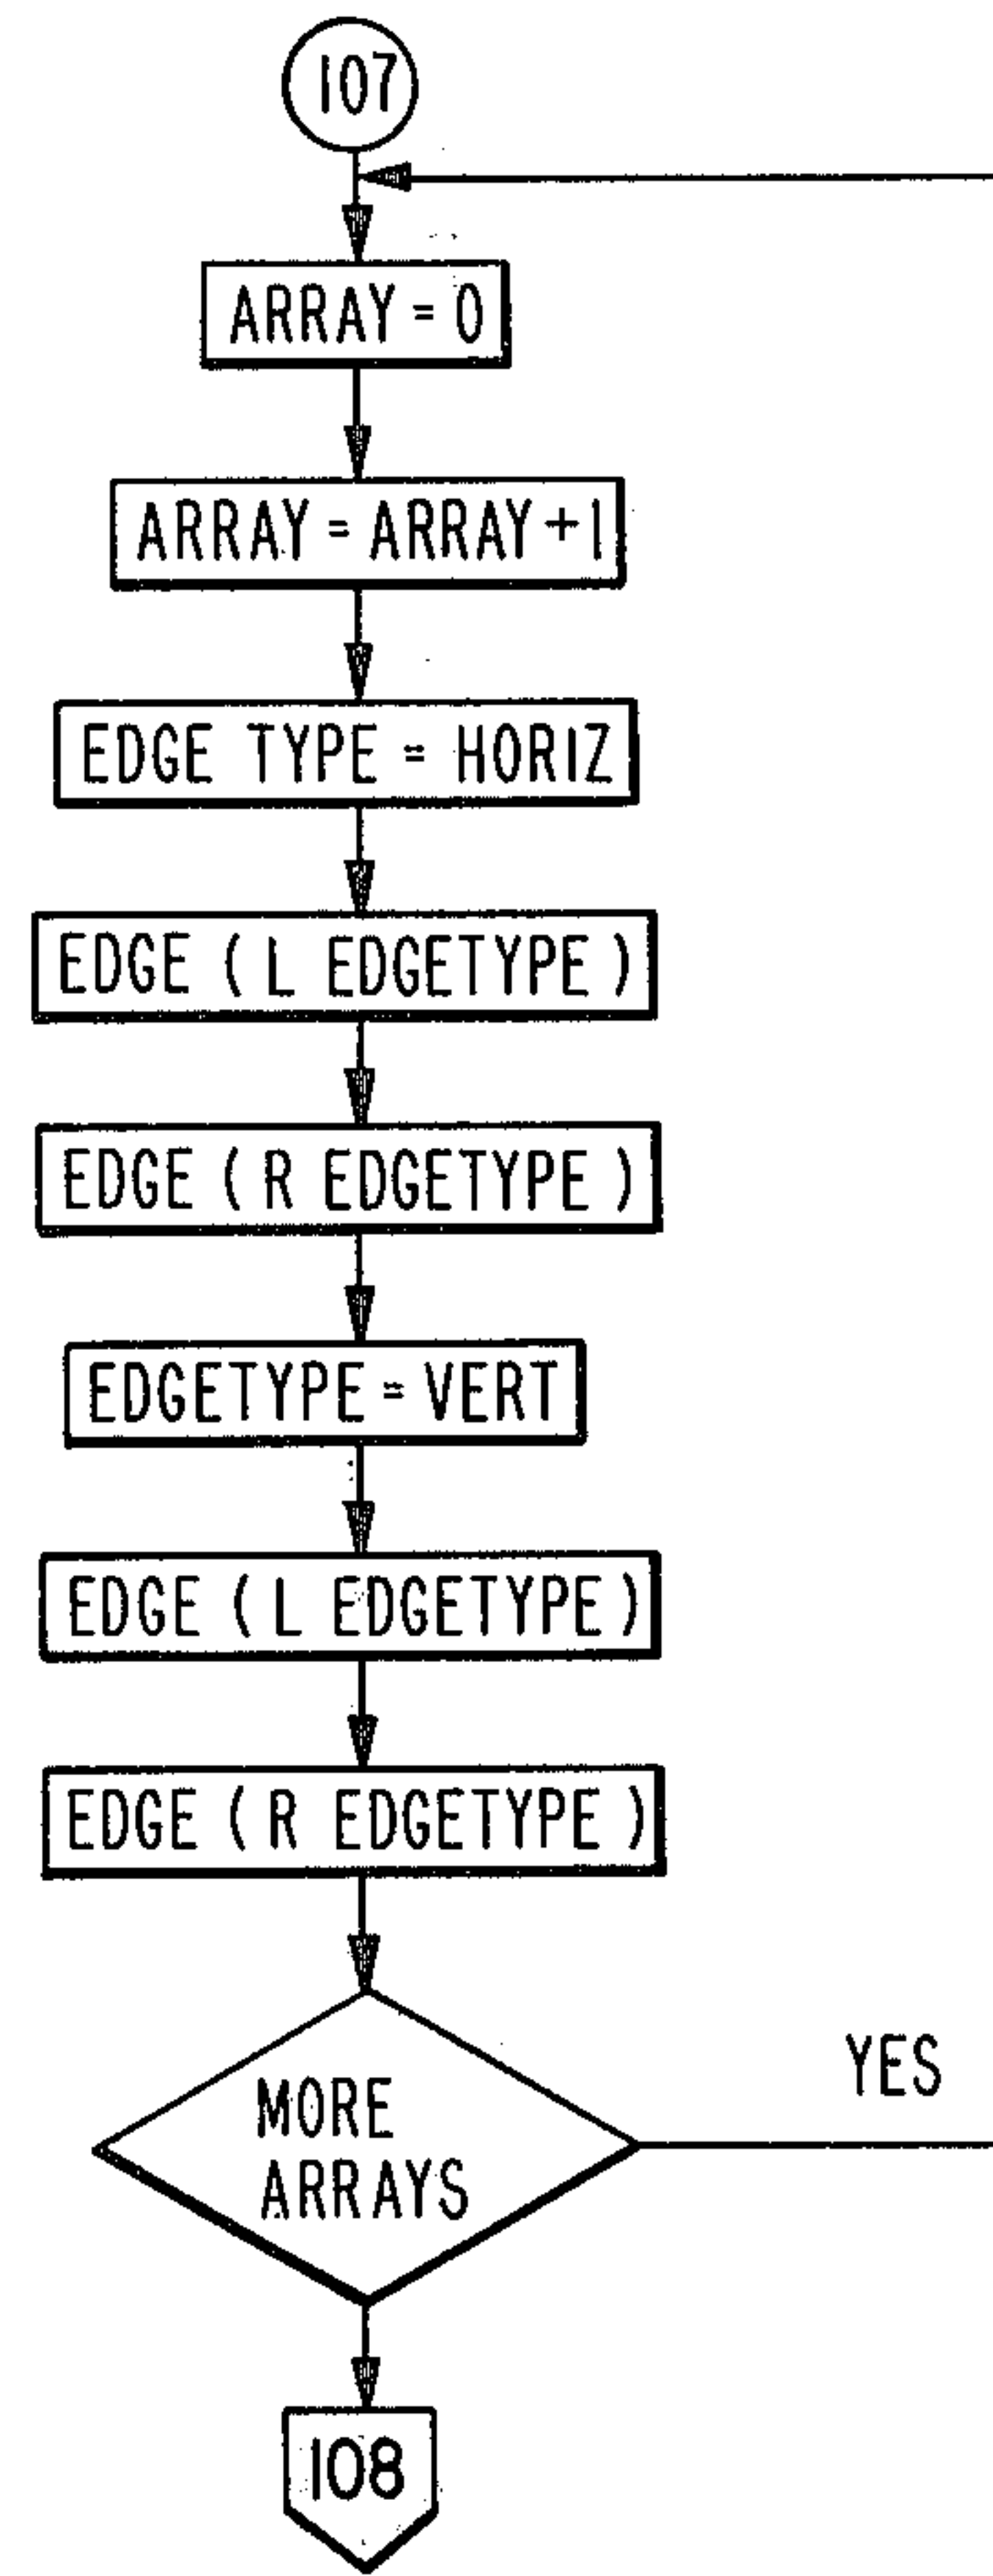 107
ARRAY = 0
ARRAY = ARRAY + 1
EDGE TYPE = HORIZ
EDGE ( L EDGETYPE )
EDGE ( R EDGETYPE )
EDGETYPE = VERT
EDGE ( L EDGETYPE )
EDGE ( R EDGETYPE )
YES
MORE
ARRAYS
108